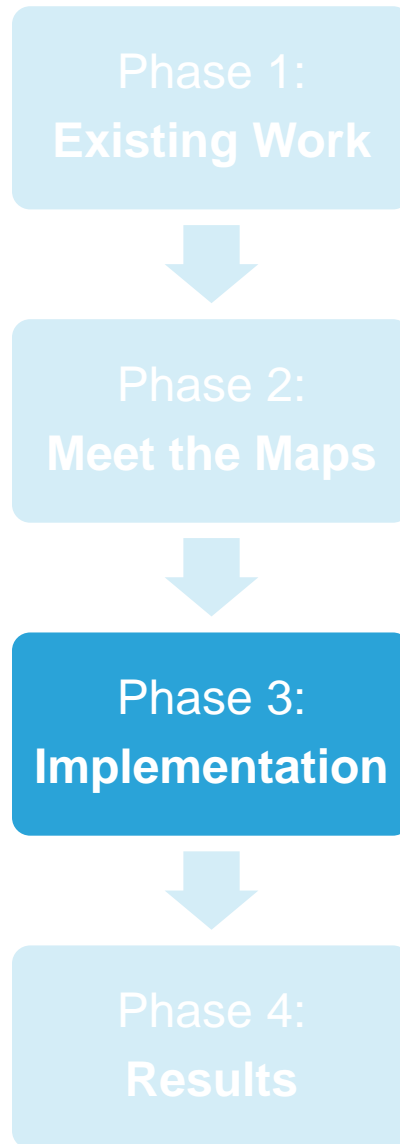 Phase 1:
Existing Work
Phase 2:
Meet the Maps
Phase 3:
Implementation
Phase 4:
Results